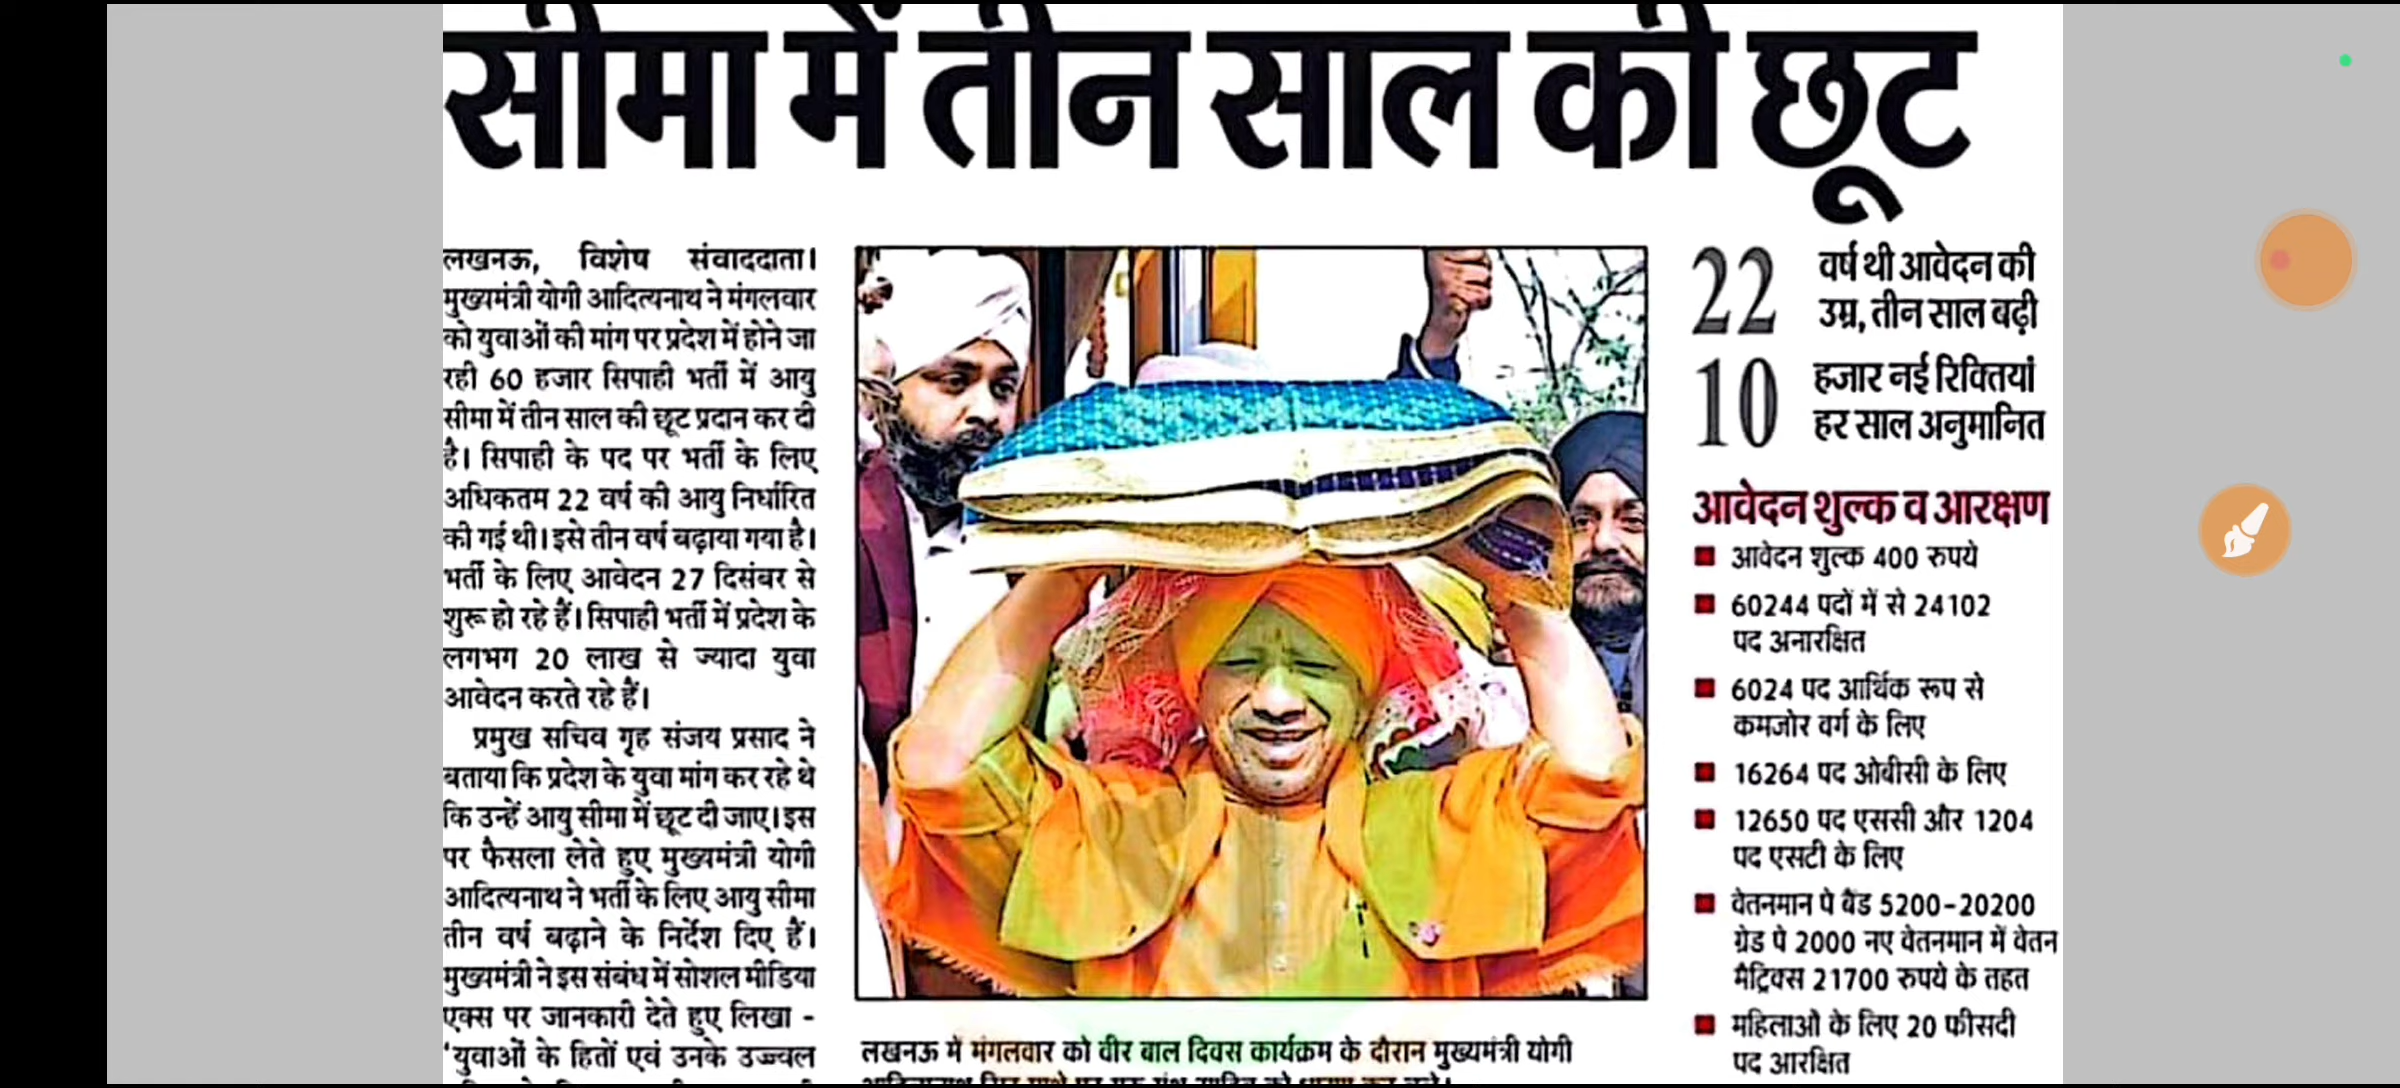 सीमा में तीन साल की छूट
लखनऊ, विशेष संवाददाता।
मुख्यमंत्री योगी आदित्यनाथ ने मंगलवार
को युवाओं की मांग पर प्रदेश में होने जा
रही 60 हजार सिपाही भर्ती में आयु
सीमा में तीन साल की छूट प्रदान कर दी
है। सिपाही के पद पर भर्ती के लिए
अधिकतम 22 वर्ष की आयु निर्धारित
की गई थी। इसे तीन वर्ष बढ़ाया गया है।
भर्ती के लिए आवेदन 27 दिसंबर से
शुरू हो रहे हैं। सिपाही भर्ती में प्रदेश के
लगभग 20 लाख से ज्यादा युवा
आवेदन करते रहे हैं।
प्रमुख सचिव गृह संजय प्रसाद ने
बताया कि प्रदेश के युवा मांग कर रहे थे
कि उन्हें आयु सीमा में छूट दी जाए। इस
पर फैसला लेते हुए मुख्यमंत्री योगी
आदित्यनाथ ने भर्ती के लिए आयु सीमा
तीन वर्ष बढ़ाने के निर्देश दिए हैं।
मुख्यमंत्री ने इस संबंध में सोशल मीडिया
एक्स पर जानकारी देते हुए लिखा -
'युवाओं के हितों एवं उनके उज्ज्वल
लखनऊ में मंगलवार को वीर बाल दिवस कार्यक्रम के दौरान मुख्यमंत्री योगी
22 वर्ष थी आवेदन की
उम्र, तीन साल बढ़ी
10 हजार नई रिक्तियां
हर साल अनुमानित
आवेदन शुल्क व आरक्षण
आवेदन शुल्क 400 रुपये
60244 पदों में से 24102
पद अनारक्षित
6024 पद आर्थिक रूप से
कमजोर वर्ग के लिए
16264 पद ओबीसी के लिए
12650 पद एससी और 1204
पद एसटी के लिए
वेतनमान पे बैंड 5200-20200
ग्रेड पे 2000 नए वेतनमान में वेतन
मैट्रिक्स 21700 रुपये के तहत
महिलाओं के लिए 20 फीसदी
पद आरक्षित